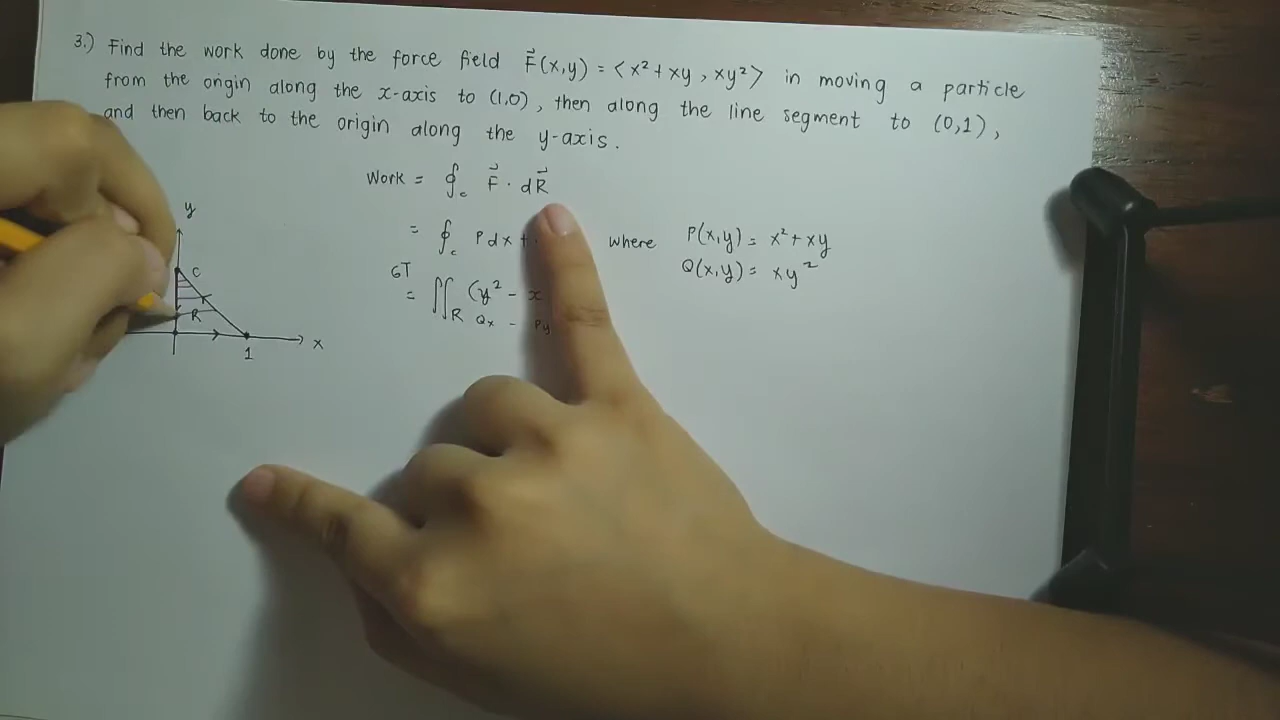 3.) Find the work done by the force field F⃗(x,y) = ⟨x² + xy, xy²⟩ in moving a particle
from the origin along the x-axis to (1,0), then along the line segment to (0,1),
and then back to the origin along the y-axis.
Work = ∮c F⃗ · dR⃗
= ∮c Pdx + where P(x,y) = x² + xy
Q(x,y) = xy²
GT
= ∬R (y² - x
Qx - Py
y
C
R
1
x